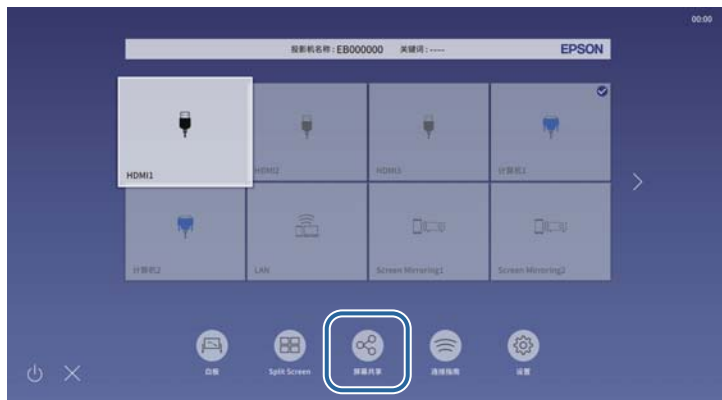 00:00
投影机名称 : EB000000 关键词 : ---- EPSON
HDMI1 HDMI2 HDMI3 计算机1
计算机2 LAN Screen Mirroring1 Screen Mirroring2
白板 Split Screen 屏幕共享 连接指南 设置